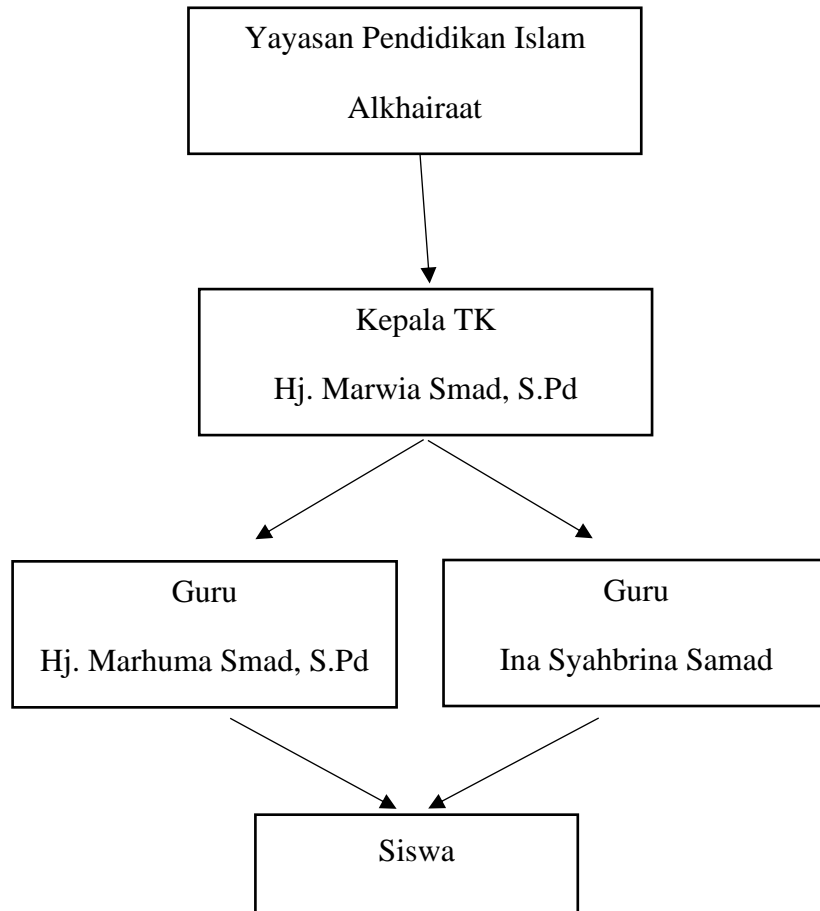 Yayasan Pendidikan Islam
Alkhairaat
Kepala TK
Hj. Marwia Smad, S.Pd
Guru
Hj. Marhuma Smad, S.Pd
Guru
Ina Syahbrina Samad
Siswa